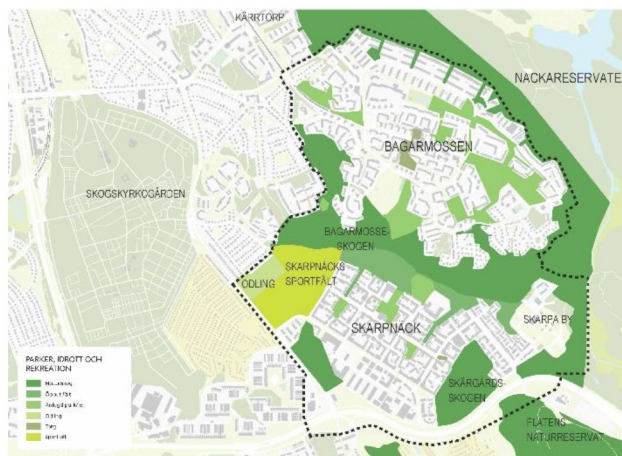 KÄRRTORP
NACKARESERVATE
BAGARMOSSEN
SKOGSKYRKOGÅRDEN
BAGARMOSSE-
SKOGEN
SKARPNÄCKS
SPORTFÄLT
ODLING
SKARPA BY
SKARPNÄCK
SKÄRGÅRDS-
SKOGEN
FLATENS
NATURRESERVAT
PARKER, IDROTT OCH
REKREATION
Odling
Torg